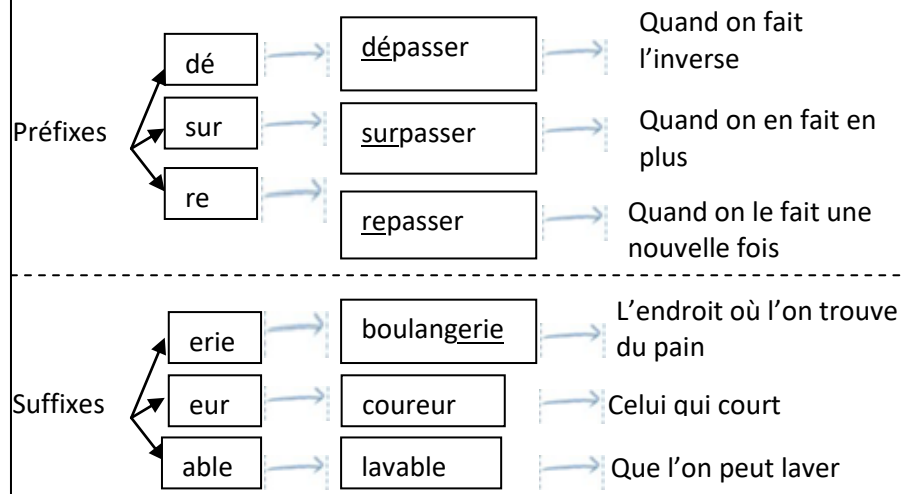 Préfixes
dé
dépasser
Quand on fait
l’inverse
sur
surpasser
Quand on en fait en
plus
re
repasser
Quand on le fait une
nouvelle fois
Suffixes
erie
boulangerie
L’endroit où l’on trouve
du pain
eur
coureur
Celui qui court
able
lavable
Que l’on peut laver